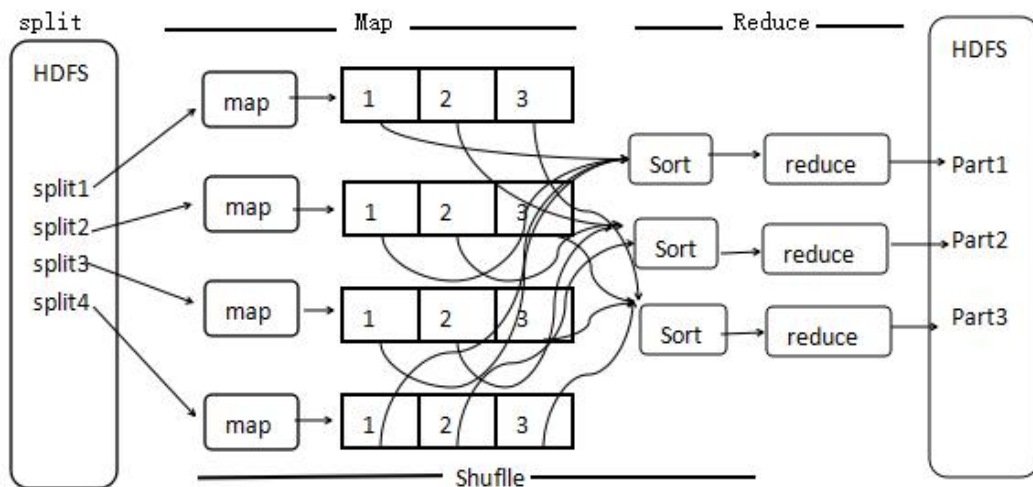 split
Map
Reduce
HDFS
HDFS
map
1 2 3
split1
split2
split3
split4
map
1 2 3
map
1 2 3
map
1 2 3
Sort
reduce
Part1
Sort
reduce
Part2
Sort
reduce
Part3
Shuflle